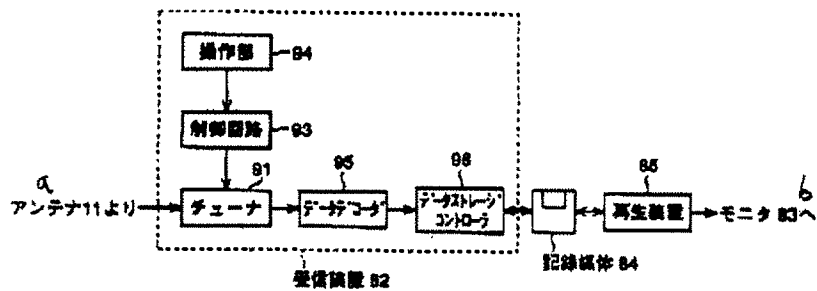 操作部 94
制御回路 93
a
アンテナ11より
91
チューナ
95
データデコーダ
96
データストレージ
コントローラ
85
再生装置
b
モニタ83へ
記録媒体 84
受信装置 82